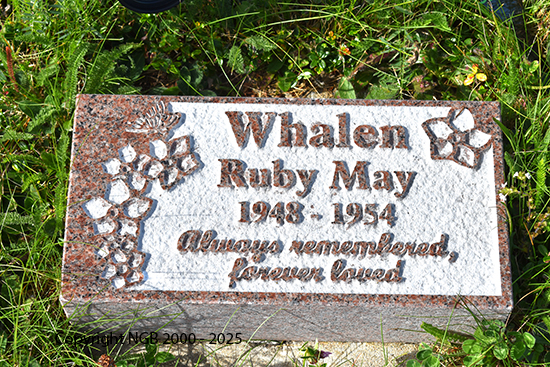 Whalen
Ruby May
1948 - 1954
Always remembered,
forever loved
Copyright NGB 2000 - 2025